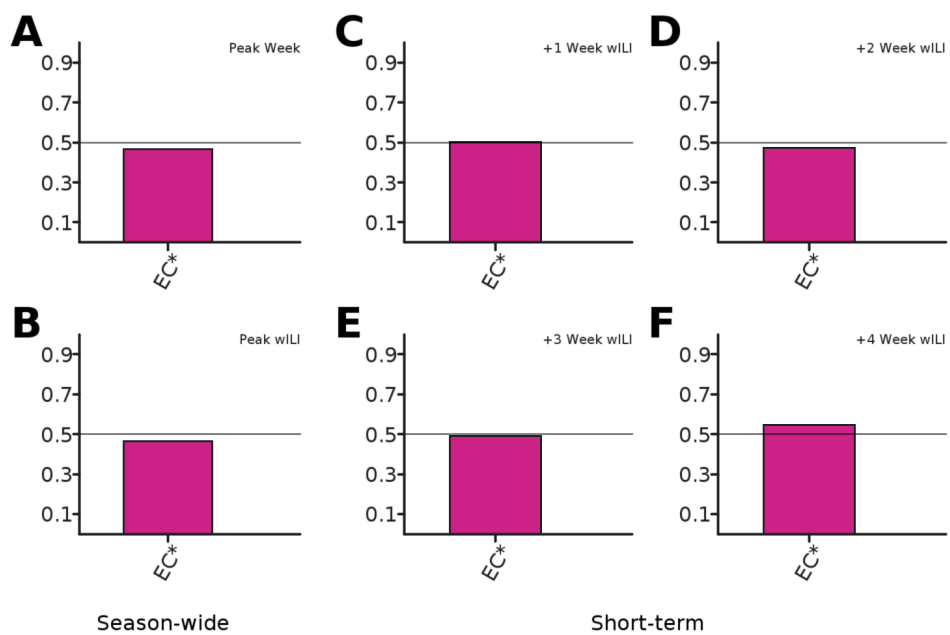 A
Peak Week
0.9
0.7
0.5
0.3
0.1
EC*
C
+1 Week wILI
0.9
0.7
0.5
0.3
0.1
EC*
D
+2 Week wILI
0.9
0.7
0.5
0.3
0.1
EC*
B
Peak wILI
0.9
0.7
0.5
0.3
0.1
EC*
E
+3 Week wILI
0.9
0.7
0.5
0.3
0.1
EC*
F
+4 Week wILI
0.9
0.7
0.5
0.3
0.1
EC*
Season-wide
Short-term